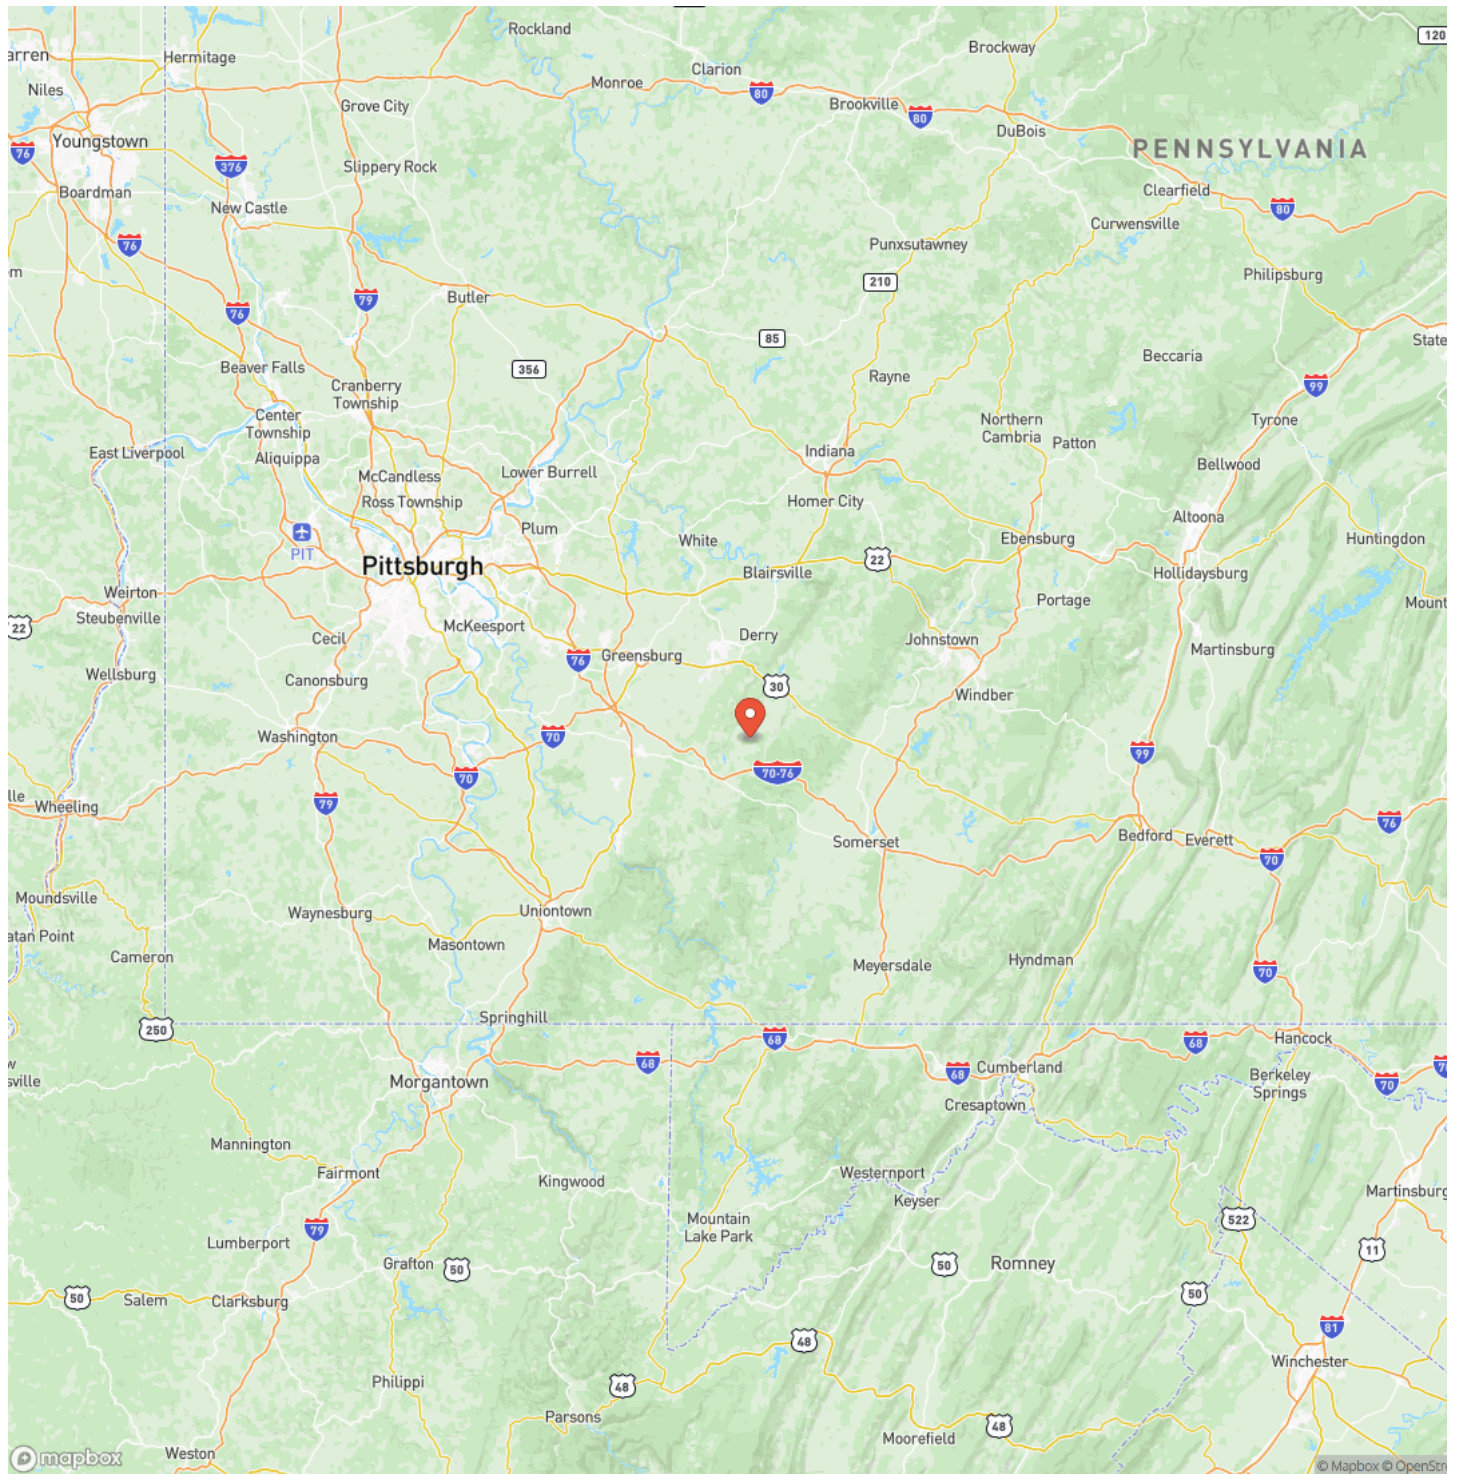 Rockland
Brockway
120
arren
Hermitage
Clarion
Niles
Monroe
80
Grove City
Brookville
80
DuBois
Youngstown
76
376
Slippery Rock
PENNSYLVANIA
Boardman
New Castle
Clearfield
80
Curwensville
76
Punxsutawney
em
Philipsburg
210
Butler
79
76
85
State
356
Beaver Falls
Beccaria
Cranberry
Township
Rayne
99
Center
Township
Northern
Cambria
Tyrone
Patton
East Liverpool
Aliquippa
Indiana
Bellwood
McCandless
Lower Burrell
Ross Township
Homer City
Altoona
PIT
Plum
White
Ebensburg
Huntingdon
Pittsburgh
22
Blairsville
Hollidaysburg
Weirton
Portage
Mount
Steubenville
22
McKeesport
Cecil
Derry
Johnstown
Greensburg
76
Martinsburg
Wellsburg
Canonsburg
30
Windber
Washington
70
99
70
70-76
lle
Wheeling
79
76
Somerset
Bedford
Everett
70
Moundsville
Waynesburg
Uniontown
atan Point
Masontown
Cameron
Meyersdale
Hyndman
70
Springhill
250
68
Hancock
68
68
Cumberland
68
w
sville
Morgantown
70
Berkeley
Springs
Cresaptown
Mannington
Fairmont
Kingwood
Westernport
Keyser
Martinsburg
Mountain
Lake Park
522
79
Lumberport
11
Grafton
50
50
Romney
50
50
Salem
Clarksburg
81
48
Winchester
Philippi
48
Parsons
48
Moorefield
Weston
mapbox
© Mapbox © OpenStre